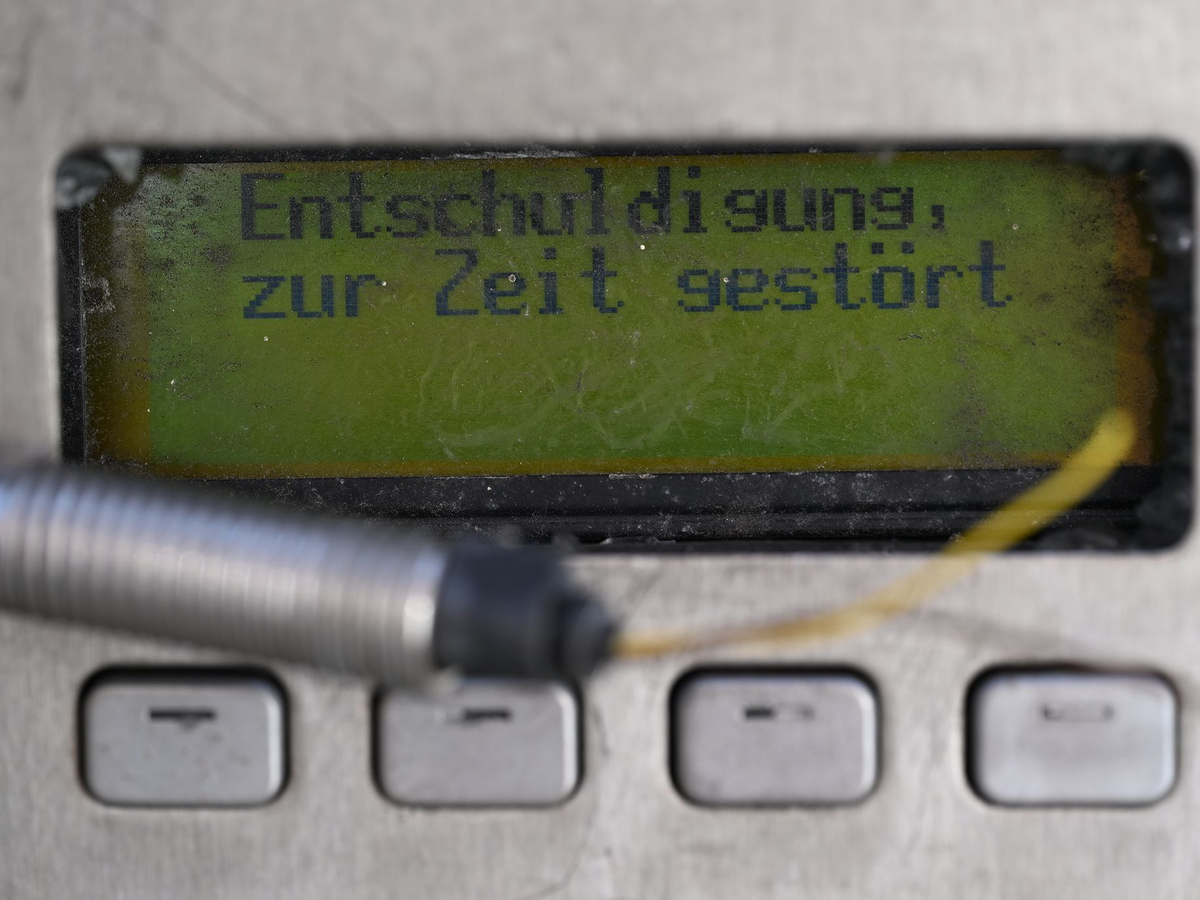 Entschuldigung,
zur Zeit gestört